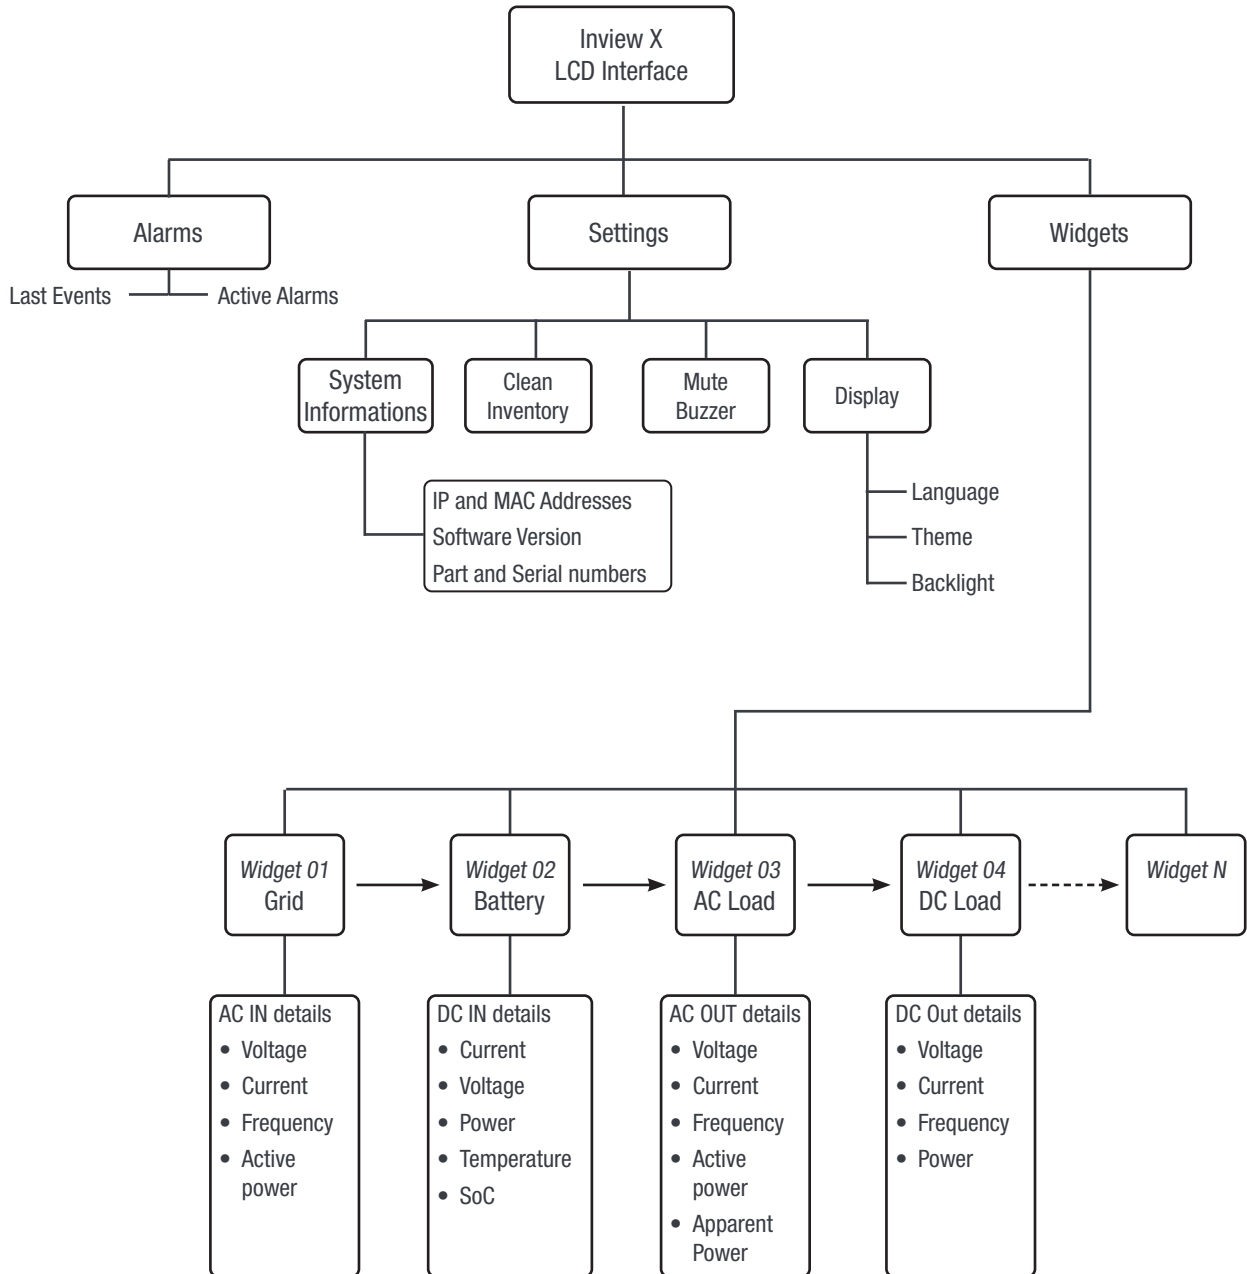 Inview X
LCD Interface
Alarms
Settings
Widgets
Last Events
Active Alarms
System
Informations
Clean
Inventory
Mute
Buzzer
Display
IP and MAC Addresses
Software Version
Part and Serial numbers
Language
Theme
Backlight
Widget 01
Grid
Widget 02
Battery
Widget 03
AC Load
Widget 04
DC Load
Widget N
AC IN details
• Voltage
• Current
• Frequency
• Active
power
DC IN details
• Current
• Voltage
• Power
• Temperature
• SoC
AC OUT details
• Voltage
• Current
• Frequency
• Active
power
• Apparent
Power
DC Out details
• Voltage
• Current
• Frequency
• Power